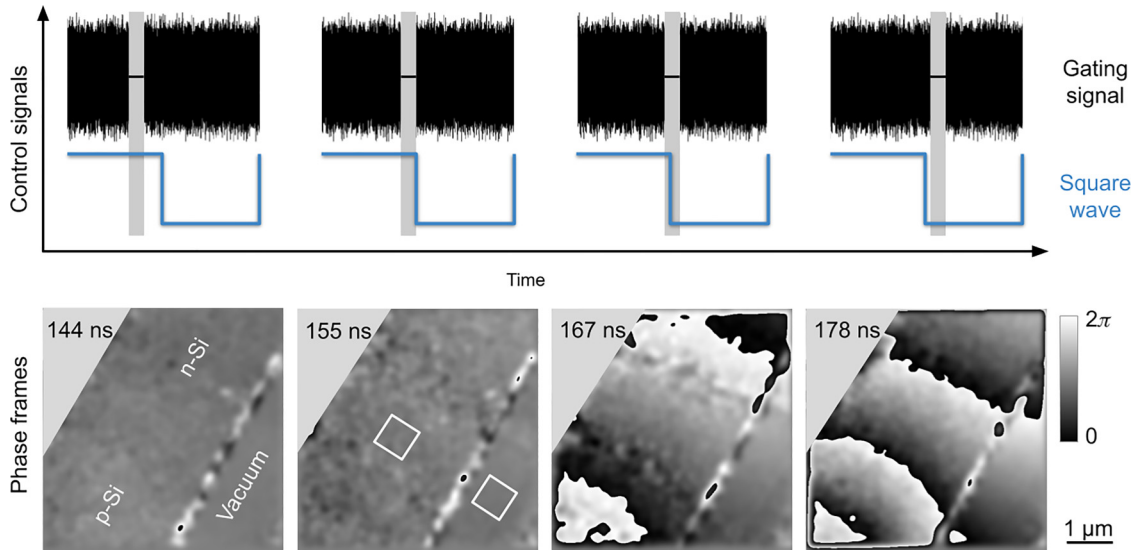 Control signals
Gating
signal
Square
wave
Time
Phase frames
144 ns
n-Si
p-Si
Vacuum
155 ns
167 ns
178 ns
2π
0
1 μm